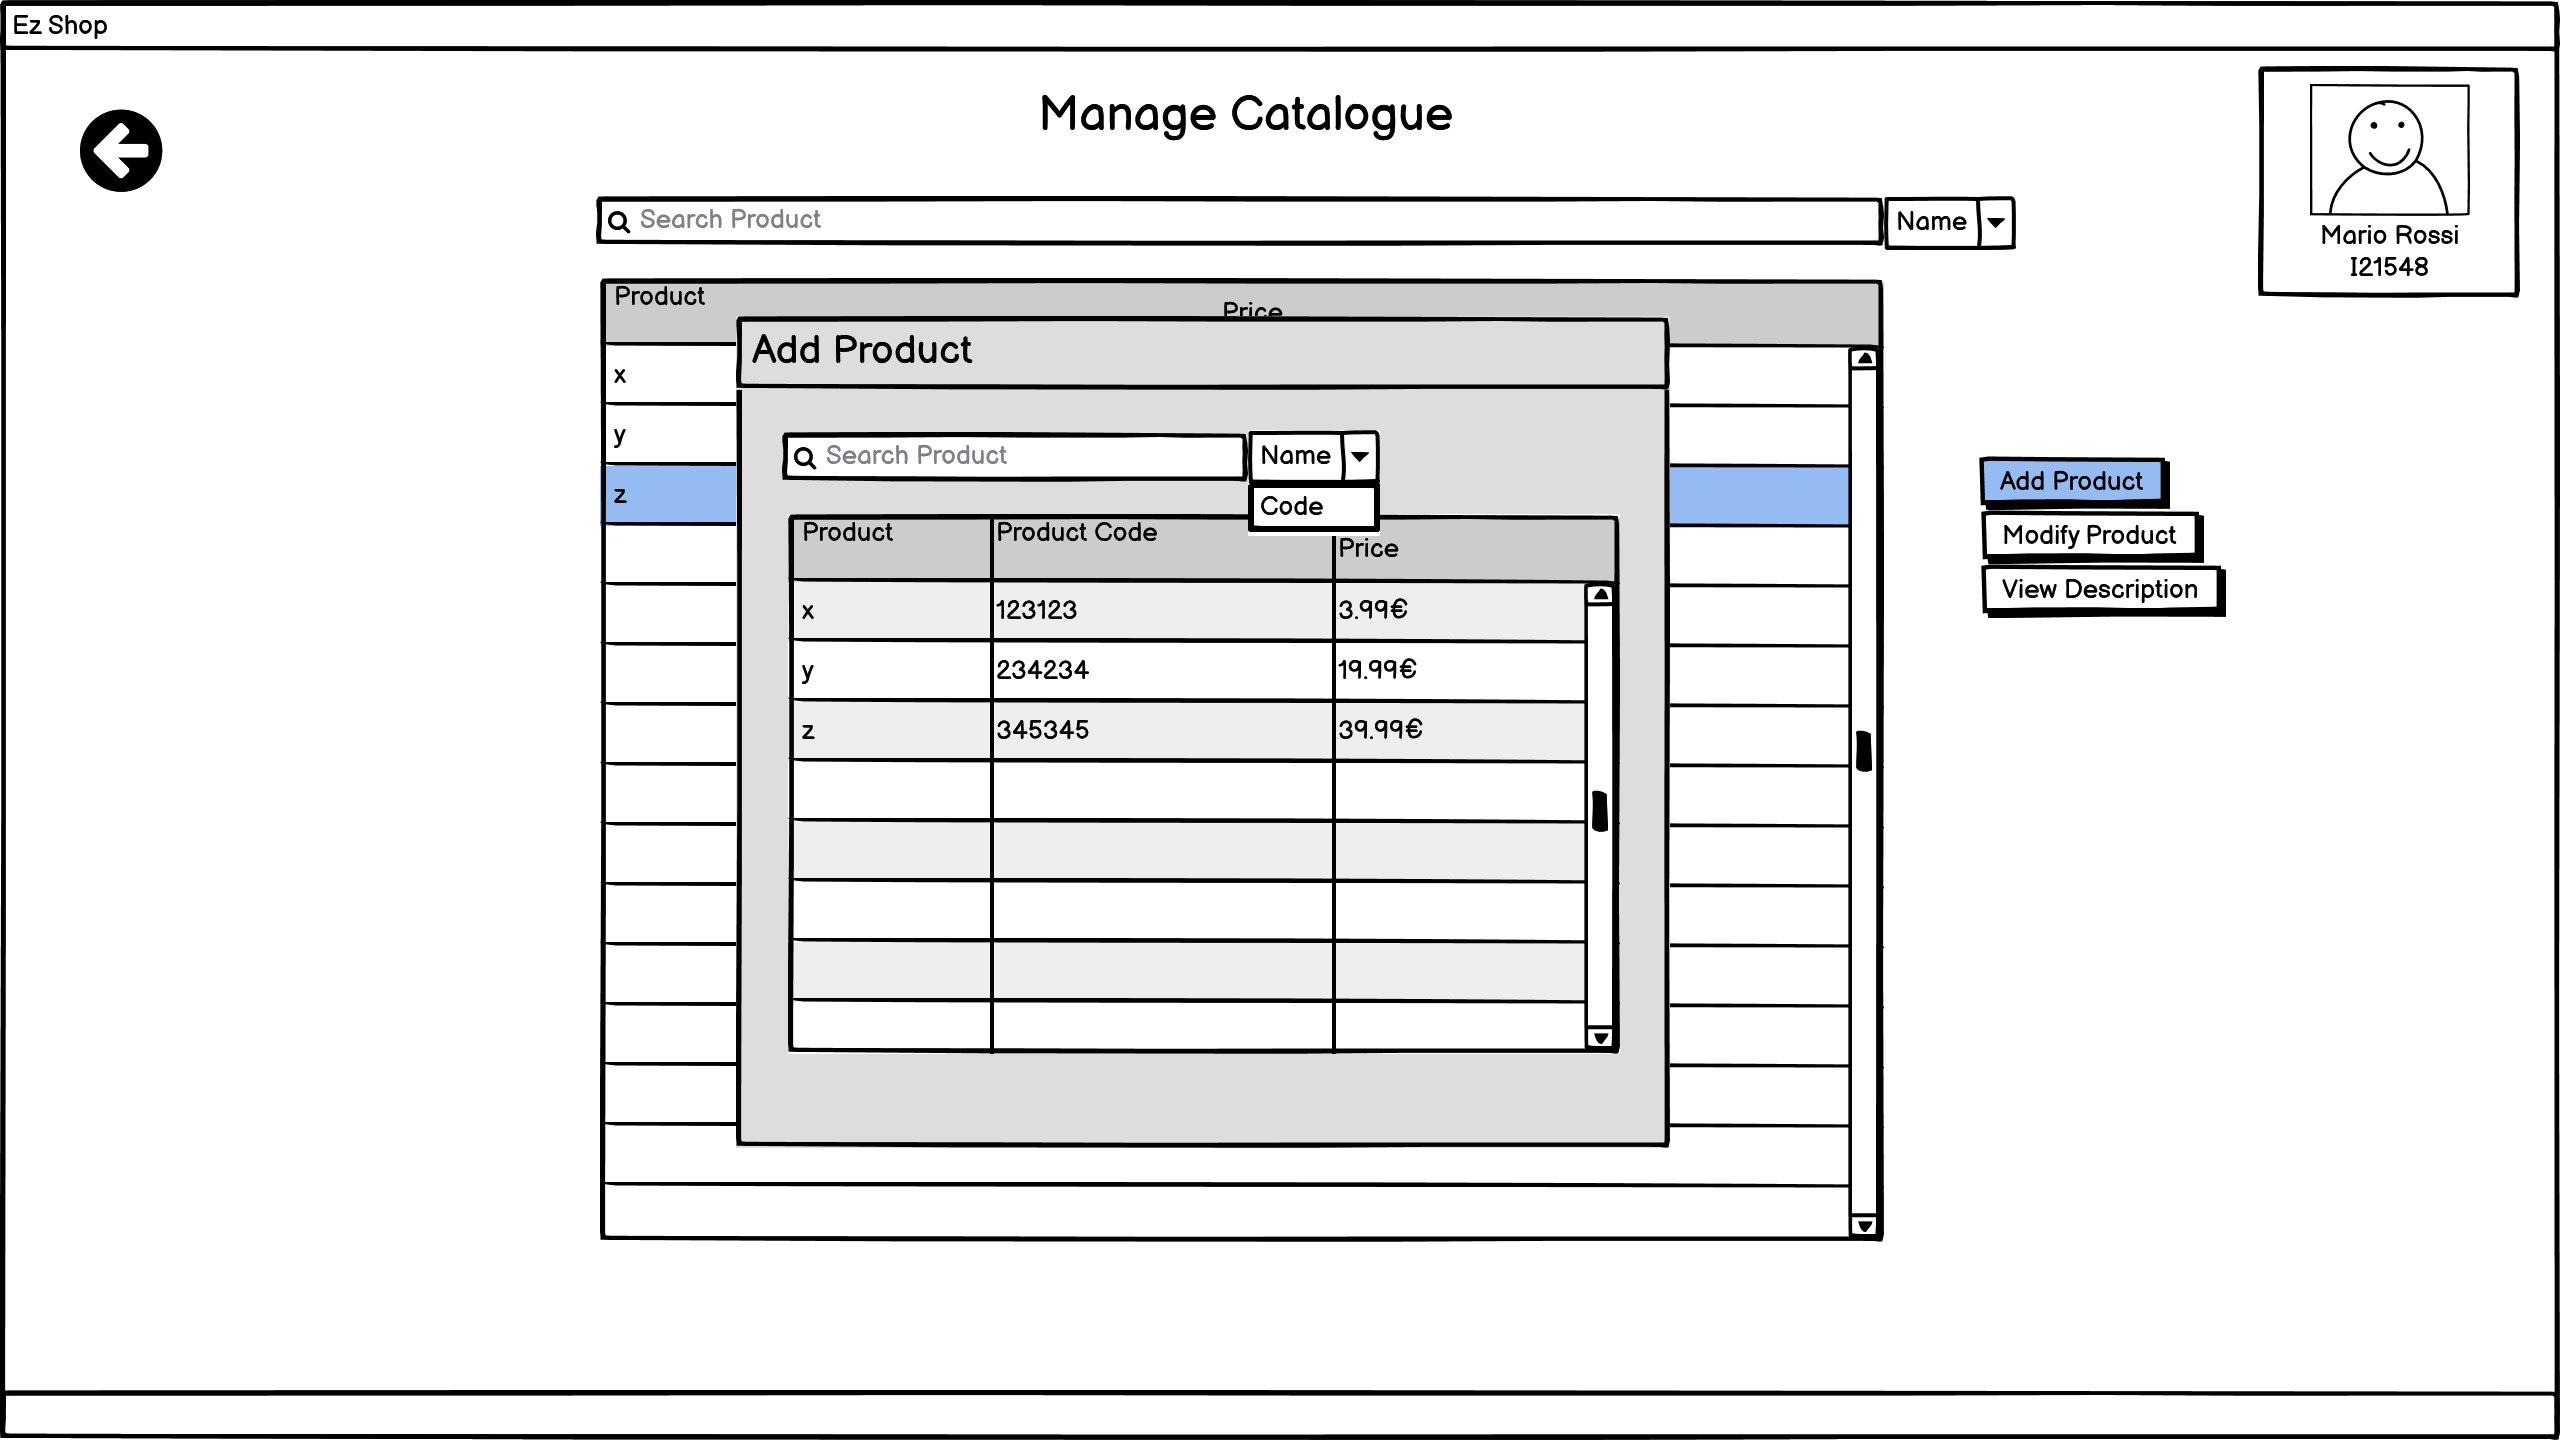 Ez Shop
Manage Catalogue
Search Product
Name
Mario Rossi
I21548
Product
Price
x
y
z
Add Product
Search Product
Name
Code
Product Product Code Price
x 123123 3.99€
y 234234 19.99€
z 345345 39.99€
Add Product
Modify Product
View Description